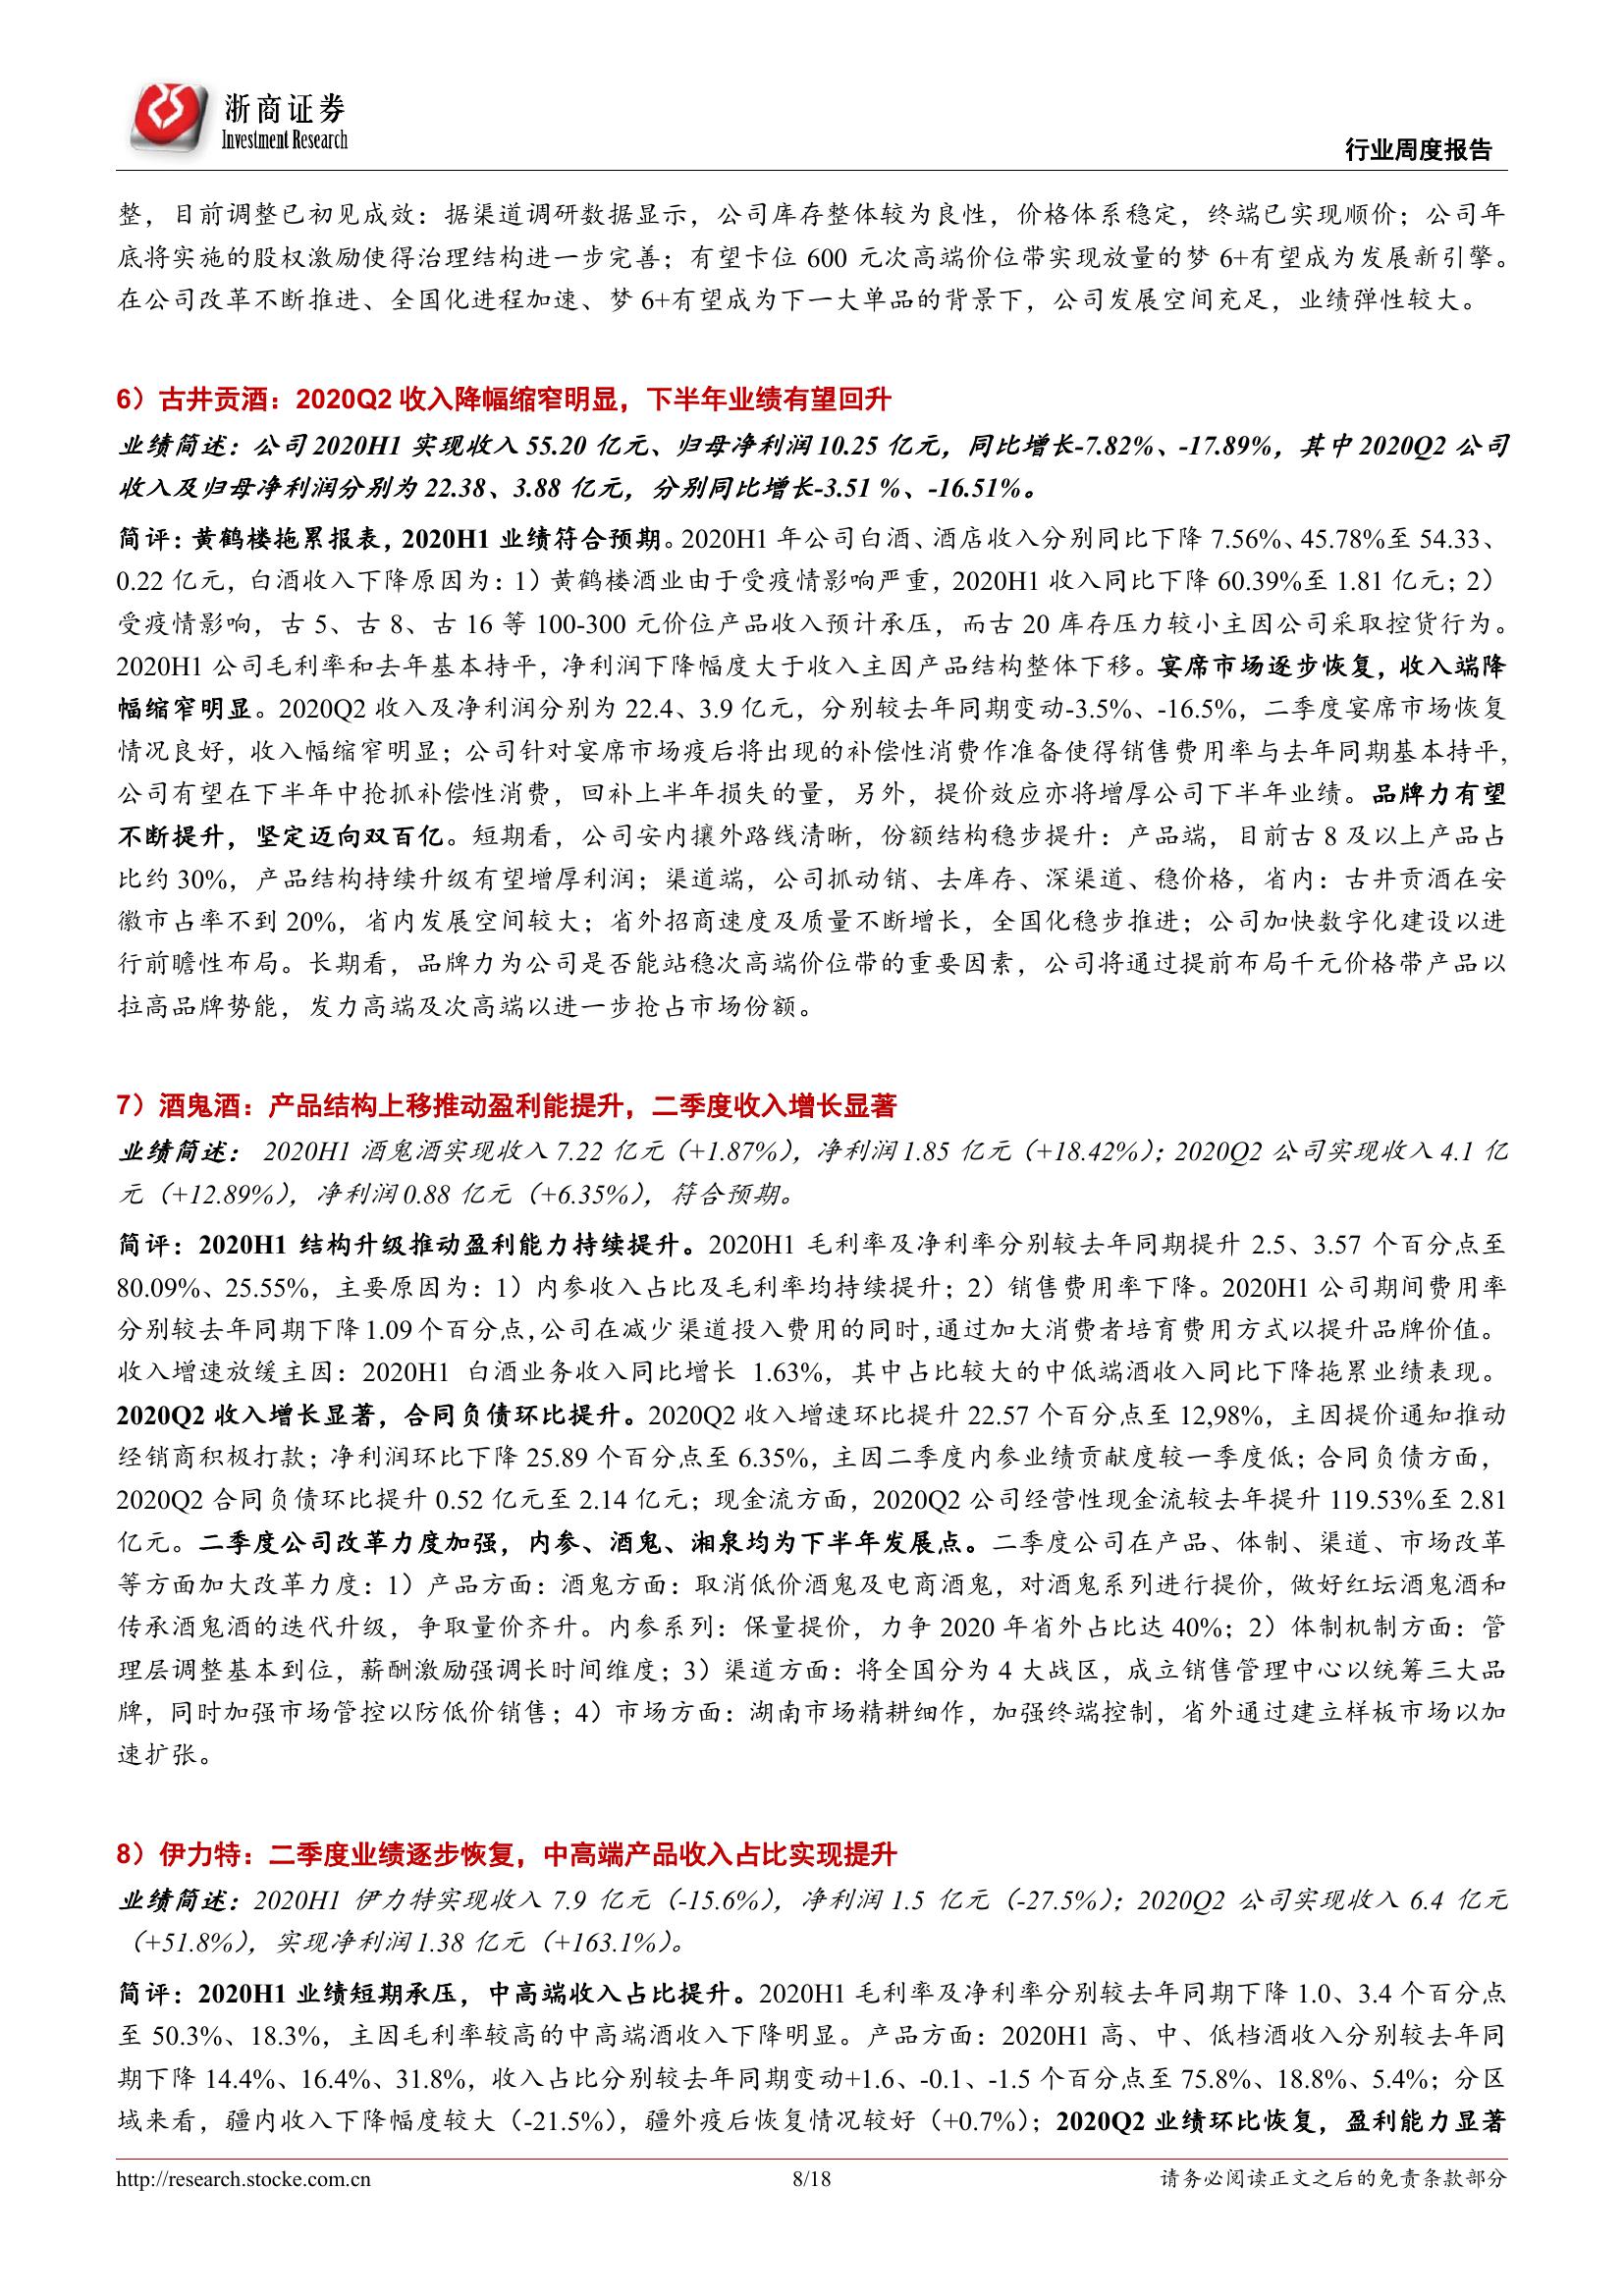 浙商证券
Investment Research
行业周度报告
整，目前调整已初见成效：据渠道调研数据显示，公司库存整体较为良性，价格体系稳定，终端已实现顺价；公司年
底将实施的股权激励使得治理结构进一步完善；有望卡位 600 元次高端价位带实现放量的梦 6+有望成为发展新引擎。
在公司改革不断推进、全国化进程加速、梦 6+有望成为下一大单品的背景下，公司发展空间充足，业绩弹性较大。
6）古井贡酒：2020Q2 收入降幅缩窄明显，下半年业绩有望回升
业绩简述：公司 2020H1 实现收入 55.20 亿元、归母净利润 10.25 亿元，同比增长-7.82%、-17.89%，其中 2020Q2 公司
收入及归母净利润分别为 22.38、3.88 亿元，分别同比增长-3.51 %、-16.51%。
简评：黄鹤楼拖累报表，2020H1 业绩符合预期。2020H1 年公司白酒、酒店收入分别同比下降 7.56%、45.78%至 54.33、
0.22 亿元，白酒收入下降原因为：1）黄鹤楼酒业由于受疫情影响严重，2020H1 收入同比下降 60.39%至 1.81 亿元；2）
受疫情影响，古 5、古 8、古 16 等 100-300 元价位产品收入预计承压，而古 20 库存压力较小主因公司采取控货行为。
2020H1 公司毛利率和去年基本持平，净利润下降幅度大于收入主因产品结构整体下移。宴席市场逐步恢复，收入端降
幅缩窄明显。2020Q2 收入及净利润分别为 22.4、3.9 亿元，分别较去年同期变动-3.5%、-16.5%，二季度宴席市场恢复
情况良好，收入幅缩窄明显；公司针对宴席市场疫后将出现的补偿性消费作准备使得销售费用率与去年同期基本持平，
公司有望在下半年中抢抓补偿性消费，回补上半年损失的量，另外，提价效应亦将增厚公司下半年业绩。品牌力有望
不断提升，坚定迈向双百亿。短期看，公司安内攘外路线清晰，份额结构稳步提升：产品端，目前古 8 及以上产品占
比约 30%，产品结构持续升级有望增厚利润；渠道端，公司抓动销、去库存、深渠道、稳价格，省内：古井贡酒在安
徽市占率不到 20%，省内发展空间较大；省外招商速度及质量不断增长，全国化稳步推进；公司加快数字化建设以进
行前瞻性布局。长期看，品牌力为公司是否能站稳次高端价位带的重要因素，公司将通过提前布局千元价格带产品以
拉高品牌势能，发力高端及次高端以进一步抢占市场份额。
7）酒鬼酒：产品结构上移推动盈利能提升，二季度收入增长显著
业绩简述： 2020H1 酒鬼酒实现收入 7.22 亿元（+1.87%），净利润 1.85 亿元（+18.42%）；2020Q2 公司实现收入 4.1 亿
元（+12.89%），净利润 0.88 亿元（+6.35%），符合预期。
简评：2020H1 结构升级推动盈利能力持续提升。2020H1 毛利率及净利率分别较去年同期提升 2.5、3.57 个百分点至
80.09%、25.55%，主要原因为：1）内参收入占比及毛利率均持续提升；2）销售费用率下降。2020H1 公司期间费用率
分别较去年同期下降 1.09 个百分点，公司在减少渠道投入费用的同时，通过加大消费者培育费用方式以提升品牌价值。
收入增速放缓主因：2020H1 白酒业务收入同比增长 1.63%，其中占比较大的中低端酒收入同比下降拖累业绩表现。
2020Q2 收入增长显著，合同负债环比提升。2020Q2 收入增速环比提升 22.57 个百分点至 12,98%，主因提价通知推动
经销商积极打款；净利润环比下降 25.89 个百分点至 6.35%，主因二季度内参业绩贡献度较一季度低；合同负债方面，
2020Q2 合同负债环比提升 0.52 亿元至 2.14 亿元；现金流方面，2020Q2 公司经营性现金流较去年提升 119.53%至 2.81
亿元。二季度公司改革力度加强，内参、酒鬼、湘泉均为下半年发展点。二季度公司在产品、体制、渠道、市场改革
等方面加大改革力度：1）产品方面：酒鬼方面：取消低价酒鬼及电商酒鬼，对酒鬼系列进行提价，做好红坛酒鬼酒和
传承酒鬼酒的迭代升级，争取量价齐升。内参系列：保量提价，力争 2020 年省外占比达 40%；2）体制机制方面：管
理层调整基本到位，薪酬激励强调长时间维度；3）渠道方面：将全国分为 4 大战区，成立销售管理中心以统筹三大品
牌，同时加强市场管控以防低价销售；4）市场方面：湖南市场精耕细作，加强终端控制，省外通过建立样板市场以加
速扩张。
8）伊力特：二季度业绩逐步恢复，中高端产品收入占比实现提升
业绩简述：2020H1 伊力特实现收入 7.9 亿元（-15.6%），净利润 1.5 亿元（-27.5%）；2020Q2 公司实现收入 6.4 亿元
（+51.8%），实现净利润 1.38 亿元（+163.1%）。
简评：2020H1 业绩短期承压，中高端收入占比提升。2020H1 毛利率及净利率分别较去年同期下降 1.0、3.4 个百分点
至 50.3%、18.3%，主因毛利率较高的中高端酒收入下降明显。产品方面：2020H1 高、中、低档酒收入分别较去年同
期下降 14.4%、16.4%、31.8%，收入占比分别较去年同期变动+1.6、-0.1、-1.5 个百分点至 75.8%、18.8%、5.4%；分区
域来看，疆内收入下降幅度较大（-21.5%），疆外疫后恢复情况较好（+0.7%）；2020Q2 业绩环比恢复，盈利能力显著
http://research.stocke.com.cn
8/18
请务必阅读正文之后的免责条款部分